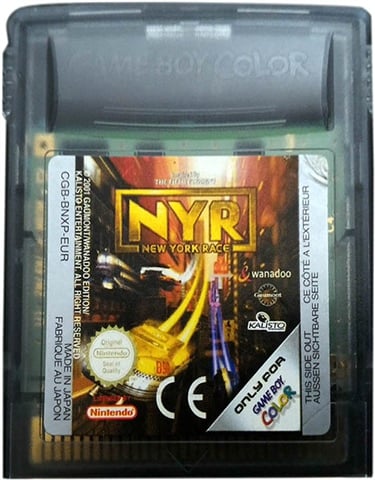 GAME BOY COLOR
© 2001 GAUMONT/WANADOO EDITION/
KALISTO ENTERTAINMENT. ALL RIGHT RESERVED
CGB-BNXP-EUR
MADE IN JAPAN
FABRIQUÉ AU JAPON
NYR
NEW YORK RACE
wanadoo
Gaumont
KALISTO
Original
Nintendo
Seal of
Quality
Nintendo
CE
ONLY FOR
GAME BOY
COLOR
THIS SIDE OUT CE CÔTÉ A L'EXTÉRIEUR
AUSSEN SICHTBARE SEITE